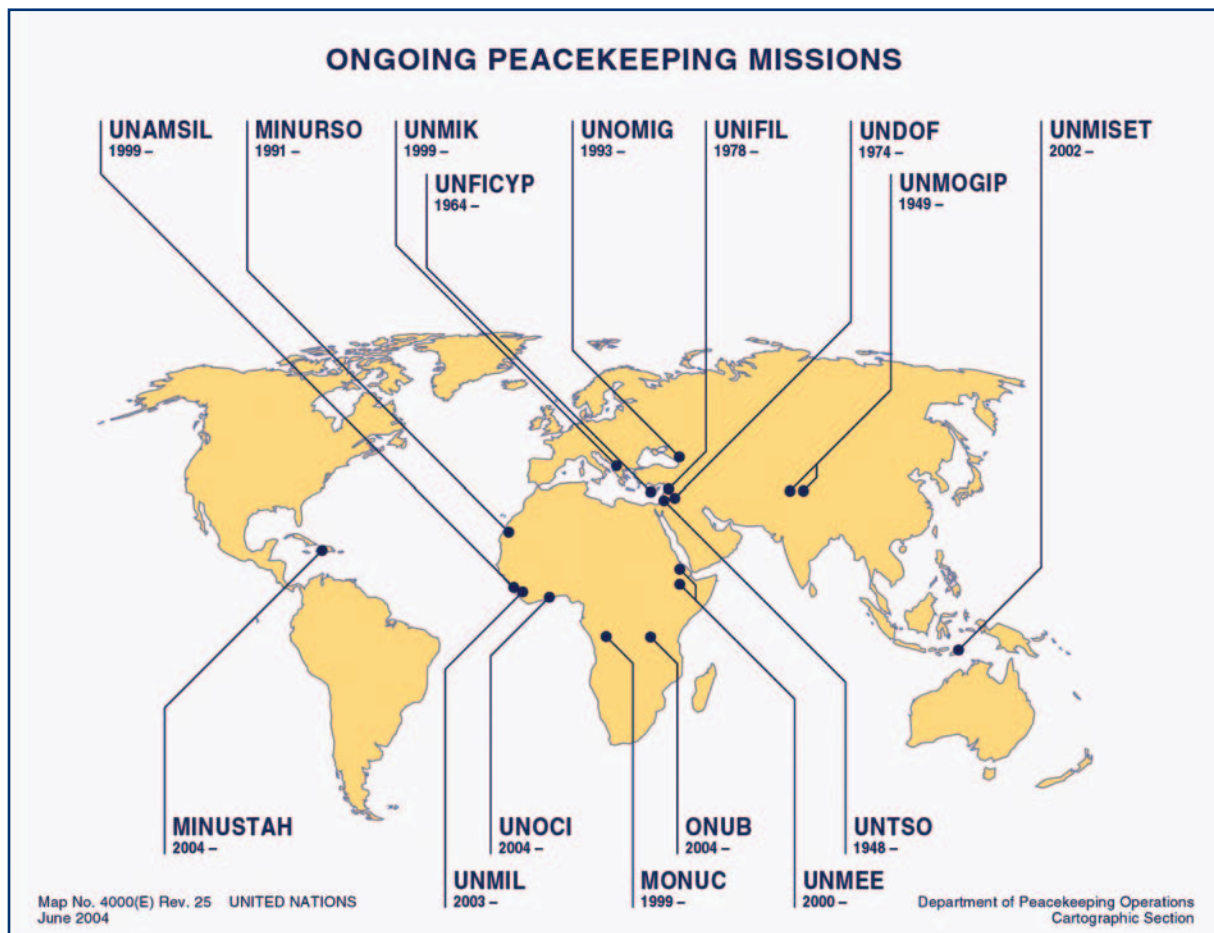 ONGOING PEACEKEEPING MISSIONS
UNAMSIL
1999 –
MINURSO
1991 –
UNMIK
1999 –
UNFICYP
1964 –
UNOMIG
1993 –
UNIFIL
1978 –
UNDOF
1974 –
UNMOGIP
1949 –
UNMISET
2002 –
MINUSTAH
2004 –
UNMIL
2003 –
UNOCI
2004 –
MONUC
1999 –
ONUB
2004 –
UNMEE
2000 –
UNTSO
1948 –
Map No. 4000(E) Rev. 25 UNITED NATIONS
June 2004
Department of Peacekeeping Operations
Cartographic Section